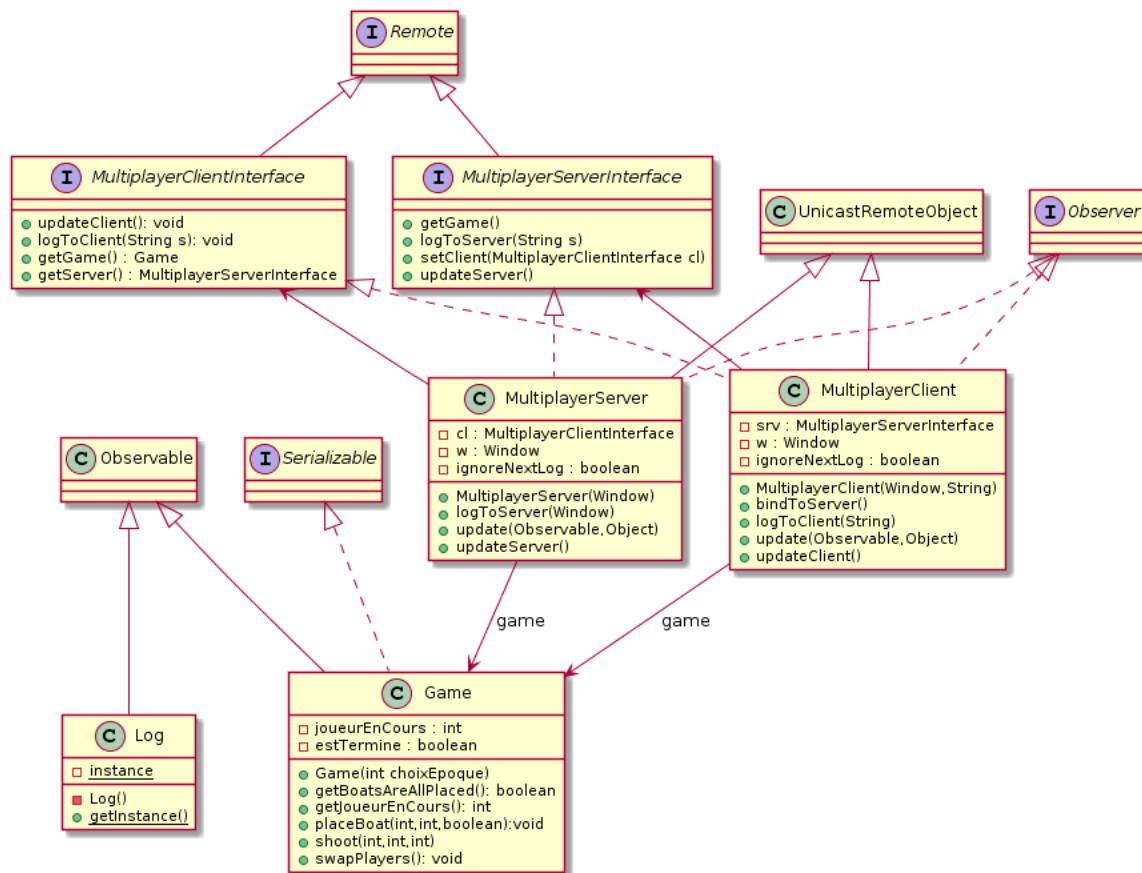 I Remote
I MultiplayerClientInterface
updateClient(): void
logToClient(String s): void
getGame() : Game
getServer() : MultiplayerServerInterface
I MultiplayerServerInterface
getGame()
logToServer(String s)
setClient(MultiplayerClientInterface cl)
updateServer()
C UnicastRemoteObject
I Observer
C MultiplayerServer
cl : MultiplayerClientInterface
w : Window
ignoreNextLog : boolean
MultiplayerServer(Window)
logToServer(Window)
update(Observable,Object)
updateServer()
C MultiplayerClient
srv : MultiplayerServerInterface
w : Window
ignoreNextLog : boolean
MultiplayerClient(Window,String)
bindToServer()
logToClient(String)
update(Observable,Object)
updateClient()
C Observable
I Serializable
game
game
C Log
instance
Log()
getInstance()
C Game
joueurEnCours : int
estTermine : boolean
Game(int choixEpoque)
getBoatsAreAllPlaced(): boolean
getJoueurEnCours(): int
placeBoat(int,int,boolean):void
shoot(int,int,int)
swapPlayers(): void